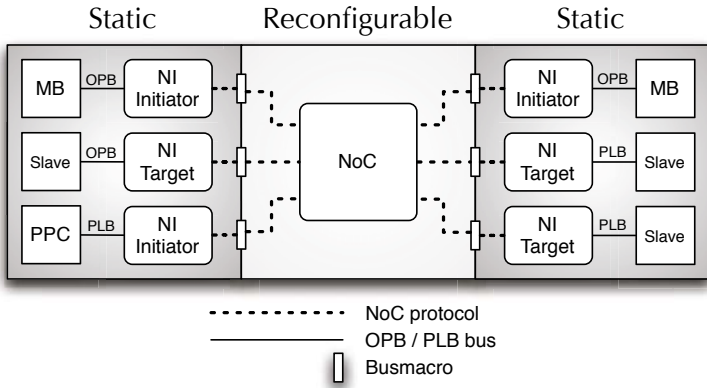 Static Reconfigurable Static
MB OPB NI Initiator NI Initiator OPB MB
Slave OPB NI Target NoC NI Target PLB Slave
PPC PLB NI Initiator NI Target PLB Slave
NoC protocol
OPB / PLB bus
Busmacro